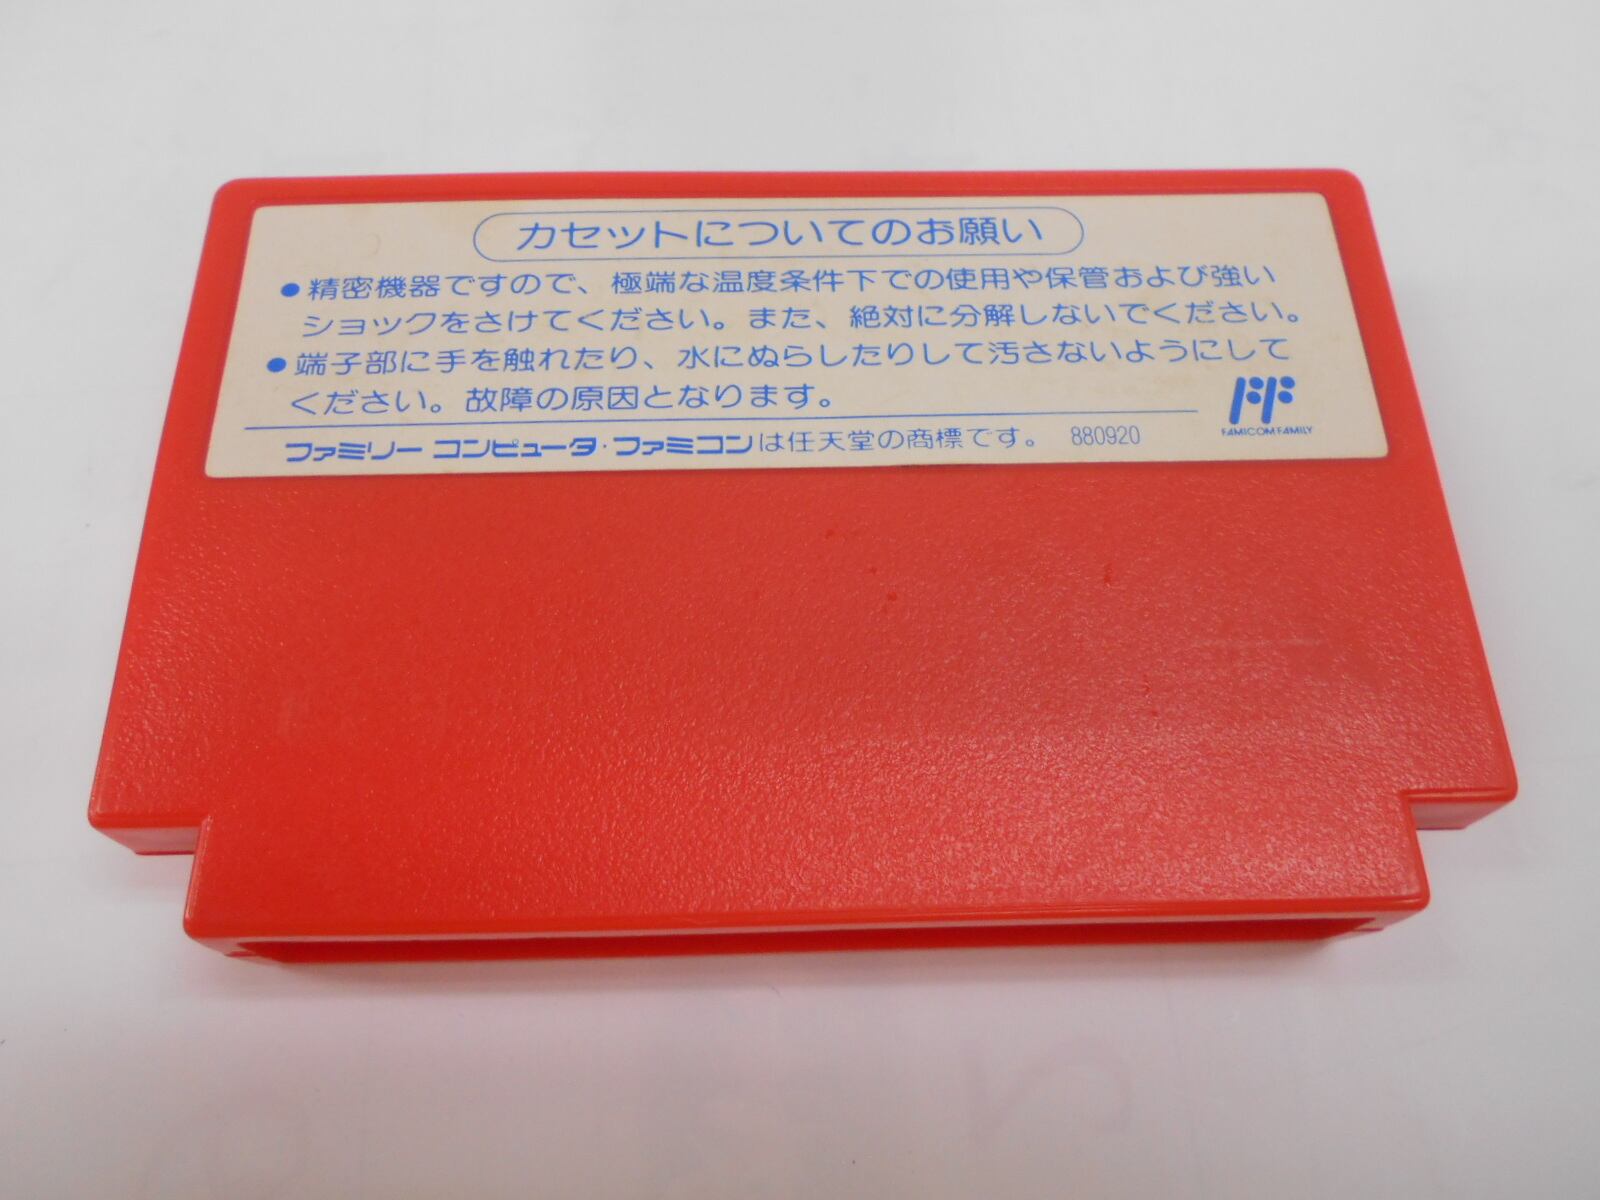 カセットについてのお願い
●精密機器ですので、極端な温度条件下での使用や保管および強い
ショックをさけてください。また、絶対に分解しないでください。
●端子部に手を触れたり、水にぬらしたりして汚さないようにして
ください。故障の原因となります。
FF
FAMICOM FAMILY
ファミリー コンピュータ・ファミコンは任天堂の商標です。 880920